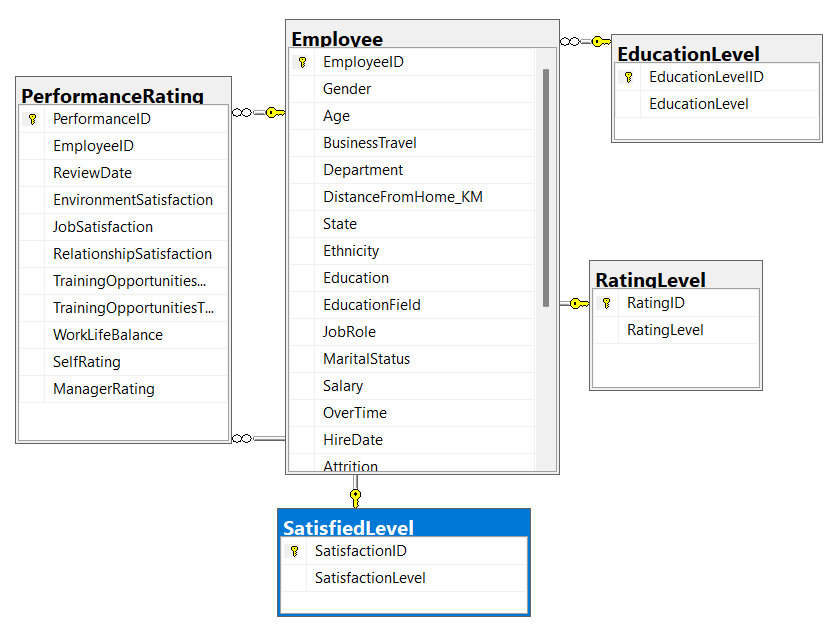 PerformanceRating
PerformanceID
EmployeeID
ReviewDate
EnvironmentSatisfaction
JobSatisfaction
RelationshipSatisfaction
TrainingOpportunities...
TrainingOpportunitiesT...
WorkLifeBalance
SelfRating
ManagerRating
Employee
EmployeeID
Gender
Age
BusinessTravel
Department
DistanceFromHome_KM
State
Ethnicity
Education
EducationField
JobRole
MaritalStatus
Salary
OverTime
HireDate
Attrition
EducationLevel
EducationLevelID
EducationLevel
RatingLevel
RatingID
RatingLevel
SatisfiedLevel
SatisfactionID
SatisfactionLevel